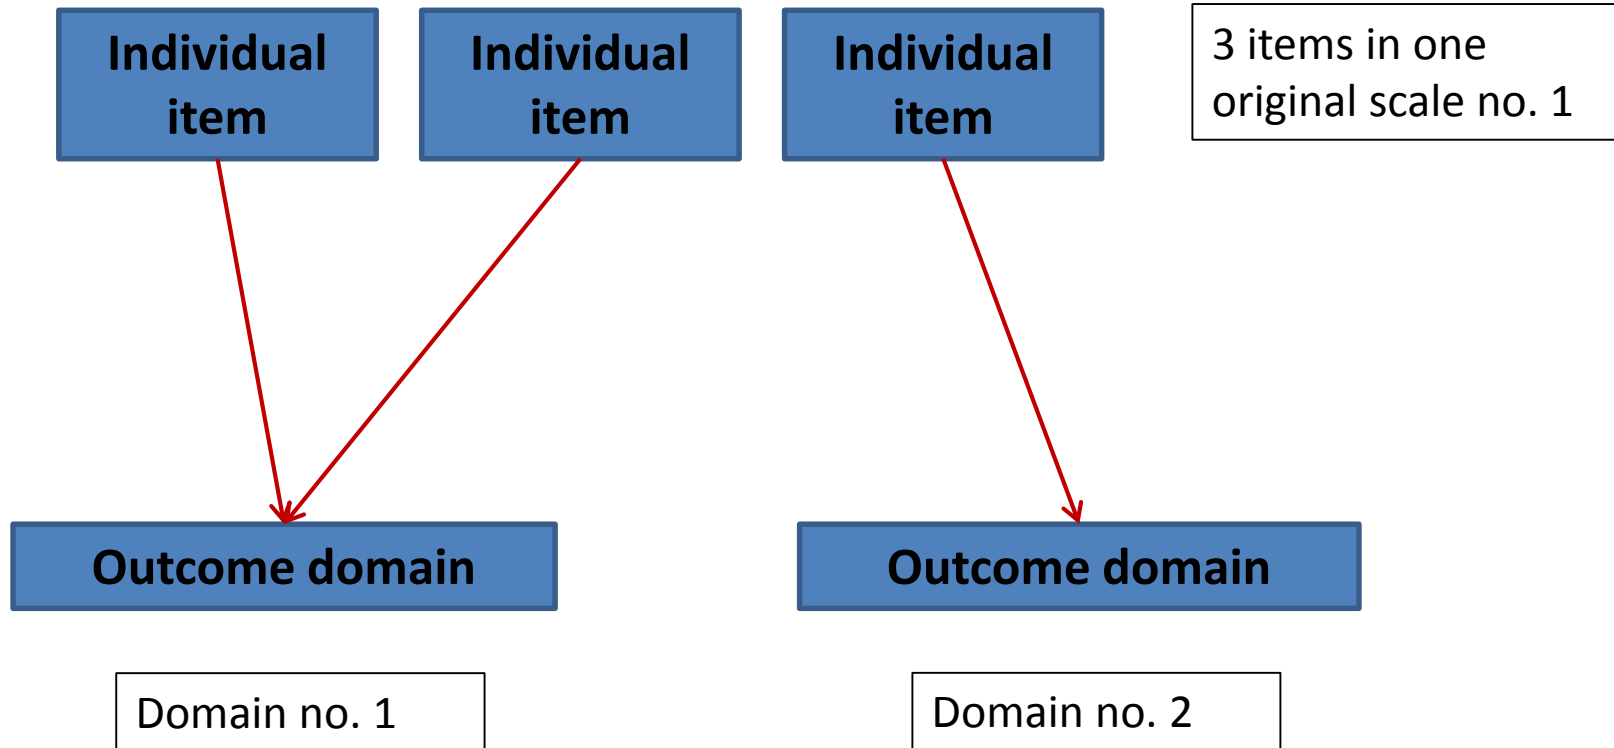 Individual
item
Individual
item
Individual
item
3 items in one
original scale no. 1
Outcome domain
Outcome domain
Domain no. 1
Domain no. 2